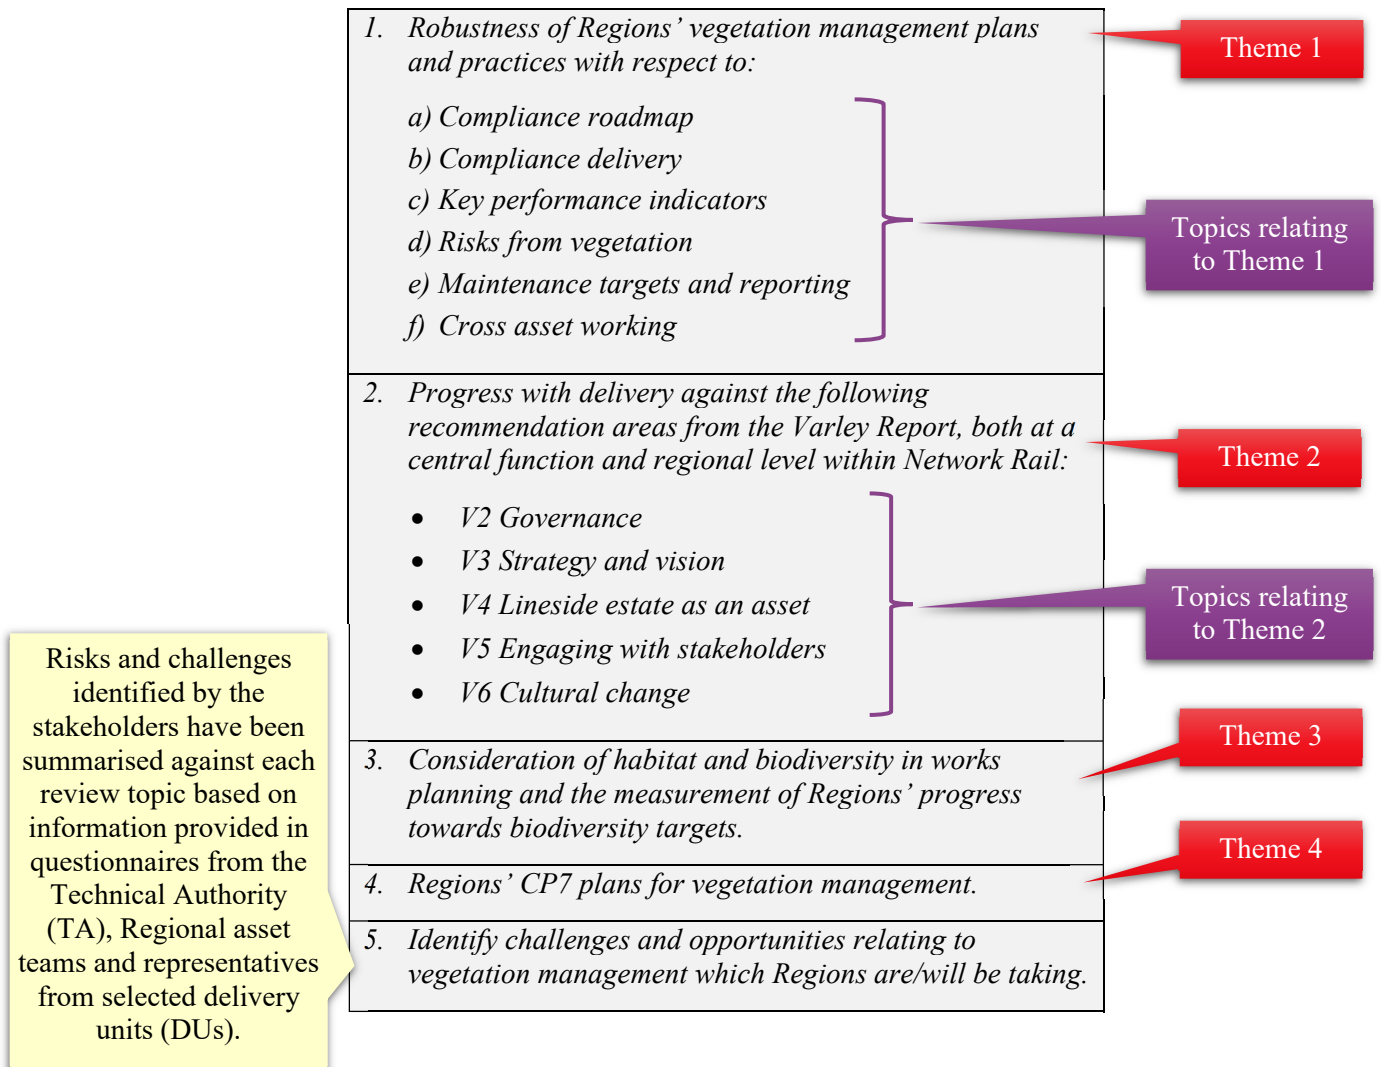 1. Robustness of Regions' vegetation management plans
and practices with respect to:
a) Compliance roadmap
b) Compliance delivery
c) Key performance indicators
d) Risks from vegetation
e) Maintenance targets and reporting
f) Cross asset working
Theme 1
Topics relating
to Theme 1
2. Progress with delivery against the following
recommendation areas from the Varley Report, both at a
central function and regional level within Network Rail:
• V2 Governance
• V3 Strategy and vision
• V4 Lineside estate as an asset
• V5 Engaging with stakeholders
• V6 Cultural change
Theme 2
Topics relating
to Theme 2
3. Consideration of habitat and biodiversity in works
planning and the measurement of Regions' progress
towards biodiversity targets.
Theme 3
4. Regions' CP7 plans for vegetation management.
Theme 4
5. Identify challenges and opportunities relating to
vegetation management which Regions are/will be taking.
Risks and challenges
identified by the
stakeholders have been
summarised against each
review topic based on
information provided in
questionnaires from the
Technical Authority
(TA), Regional asset
teams and representatives
from selected delivery
units (DUs).